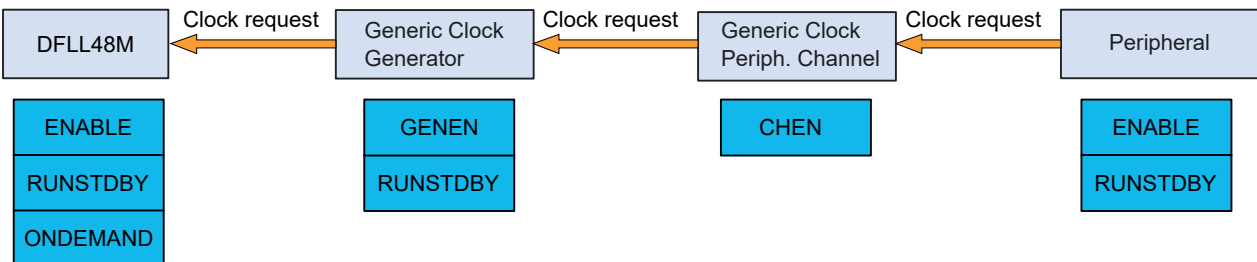 Clock request
Clock request
Clock request
DFLL48M
Generic Clock
Generator
Generic Clock
Periph. Channel
Peripheral
ENABLE
RUNSTDBY
ONDEMAND
GENEN
RUNSTDBY
CHEN
ENABLE
RUNSTDBY